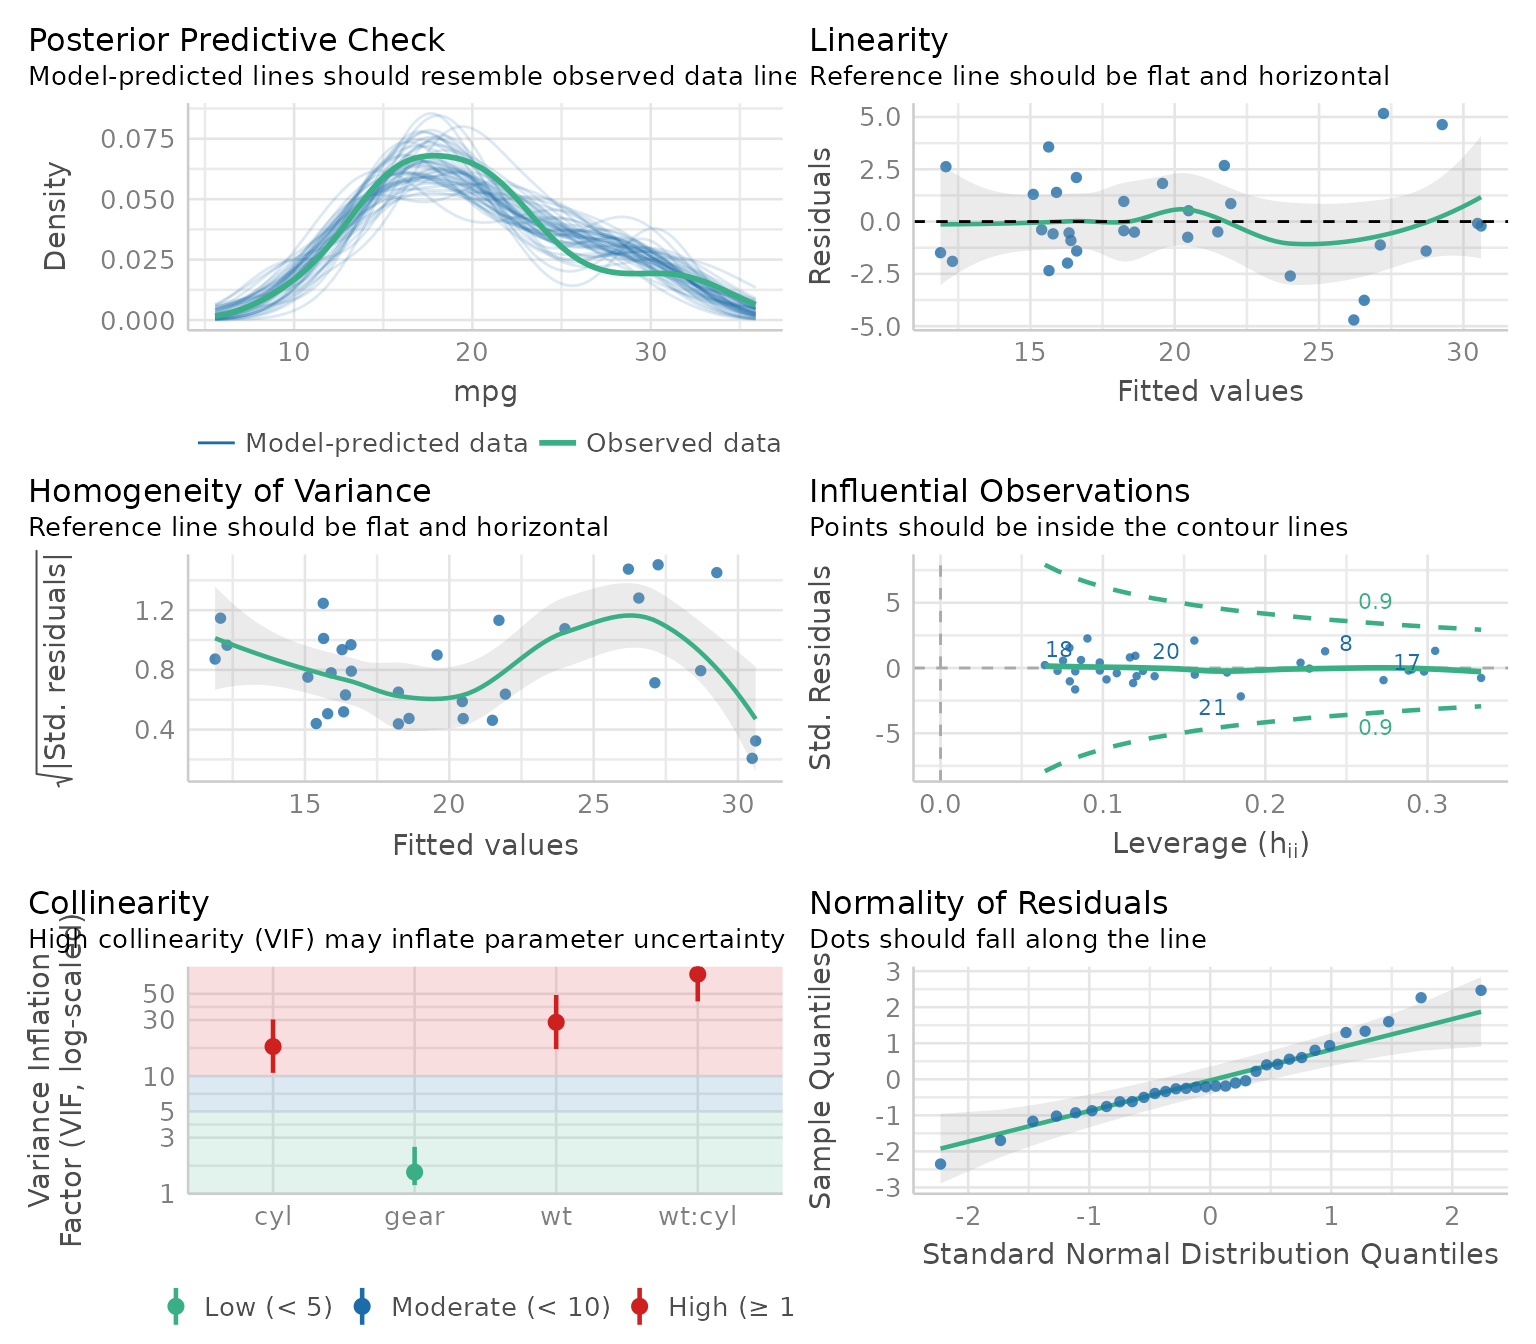 Posterior Predictive Check
Model-predicted lines should resemble observed data line
Density
0.075
0.050
0.025
0.000
10
20
30
mpg
Model-predicted data
Observed data
Linearity
Reference line should be flat and horizontal
Residuals
5.0
2.5
0.0
-2.5
-5.0
15
20
25
30
Fitted values
Homogeneity of Variance
Reference line should be flat and horizontal
√|Std. residuals|
1.2
0.8
0.4
15
20
25
30
Fitted values
Influential Observations
Points should be inside the contour lines
Std. Residuals
5
0
-5
0.9
18
20
8
17
21
0.9
0.0
0.1
0.2
0.3
Leverage (hii)
Collinearity
High collinearity (VIF) may inflate parameter uncertainty
Variance Inflation
Factor (VIF, log-scaled)
50
30
10
5
3
1
cyl
gear
wt
wt:cyl
Low (< 5)
Moderate (< 10)
High (≥ 1
Normality of Residuals
Dots should fall along the line
Sample Quantiles
3
2
1
0
-1
-2
-3
-2
-1
0
1
2
Standard Normal Distribution Quantiles